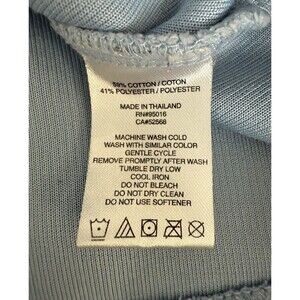 59% COTTON / COTON
41% POLYESTER / POLYESTER
MADE IN THAILAND
RN#95016
CA#52568
MACHINE WASH COLD
WASH WITH SIMILAR COLOR
GENTLE CYCLE
REMOVE PROMPTLY AFTER WASH
TUMBLE DRY LOW
COOL IRON
DO NOT BLEACH
DO NOT DRY CLEAN
DO NOT USE SOFTENER